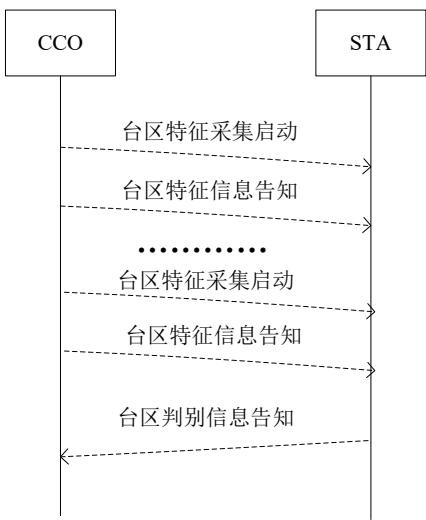 CCO
STA
台区特征采集启动
台区特征信息告知
............
台区特征采集启动
台区特征信息告知
台区判别信息告知